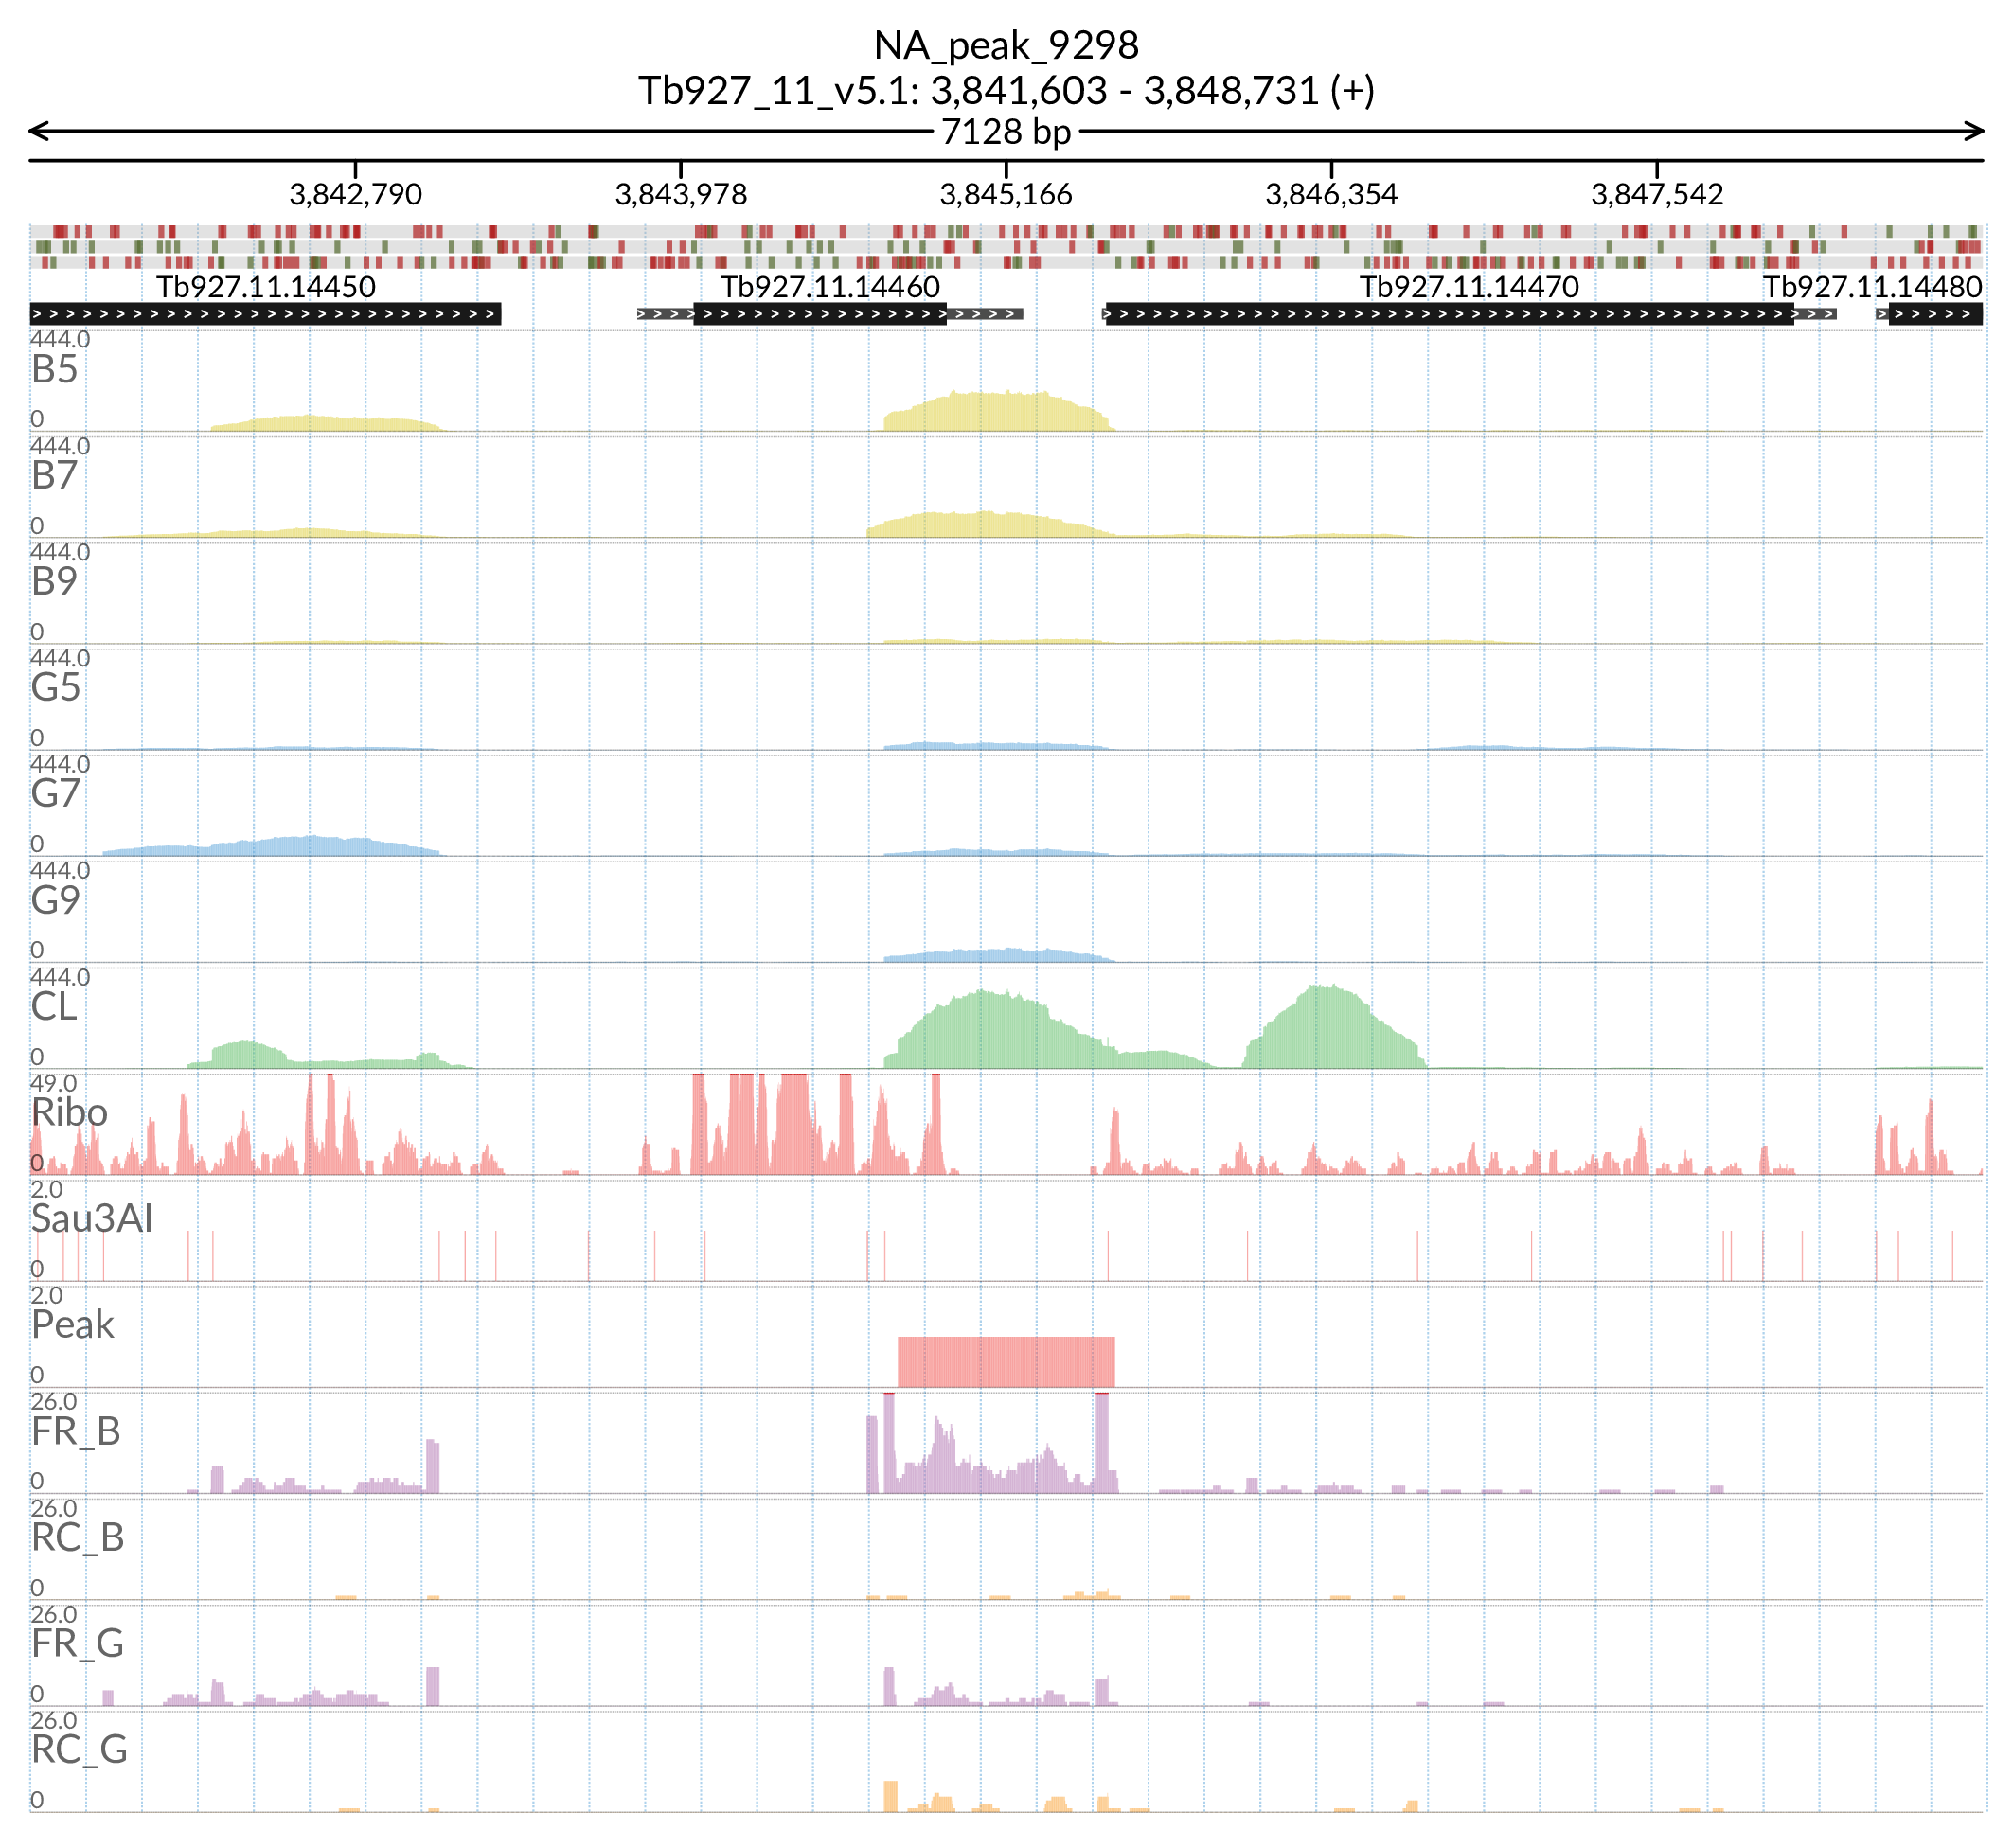 NA_peak_9298
Tb927_11_v5.1: 3,841,603 - 3,848,731 (+)
7128 bp
3,842,790 3,843,978 3,845,166 3,846,354 3,847,542
Tb927.11.14450 Tb927.11.14460 Tb927.11.14470 Tb927.11.14480
444.0
B5
0
444.0
B7
0
444.0
B9
0
444.0
G5
0
444.0
G7
0
444.0
G9
0
444.0
CL
0
49.0
Ribo
0
2.0
Sau3AI
0
2.0
Peak
0
26.0
FR_B
0
26.0
RC_B
0
26.0
FR_G
0
26.0
RC_G
0